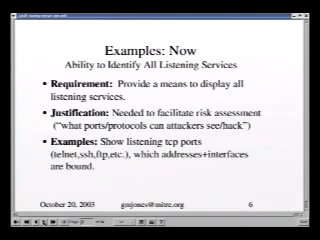 Examples: Now
Ability to Identify All Listening Services
• Requirement: Provide a means to display all
listening services.
• Justification: Needed to facilitate risk assessment
("what ports/protocols can attackers see/hack")
• Examples: Show listening tcp ports
(telnet,ssh,ftp,etc.), which addresses+interfaces
are bound.
October 20, 2003 gmjones@mitre.org 6